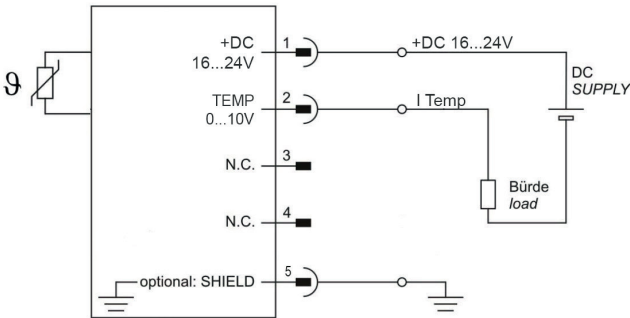 +DC
16...24V
1
+DC 16...24V
DC
SUPPLY
ϑ
TEMP
0...10V
2
I Temp
N.C.
3
Bürde
load
N.C.
4
optional: SHIELD
5